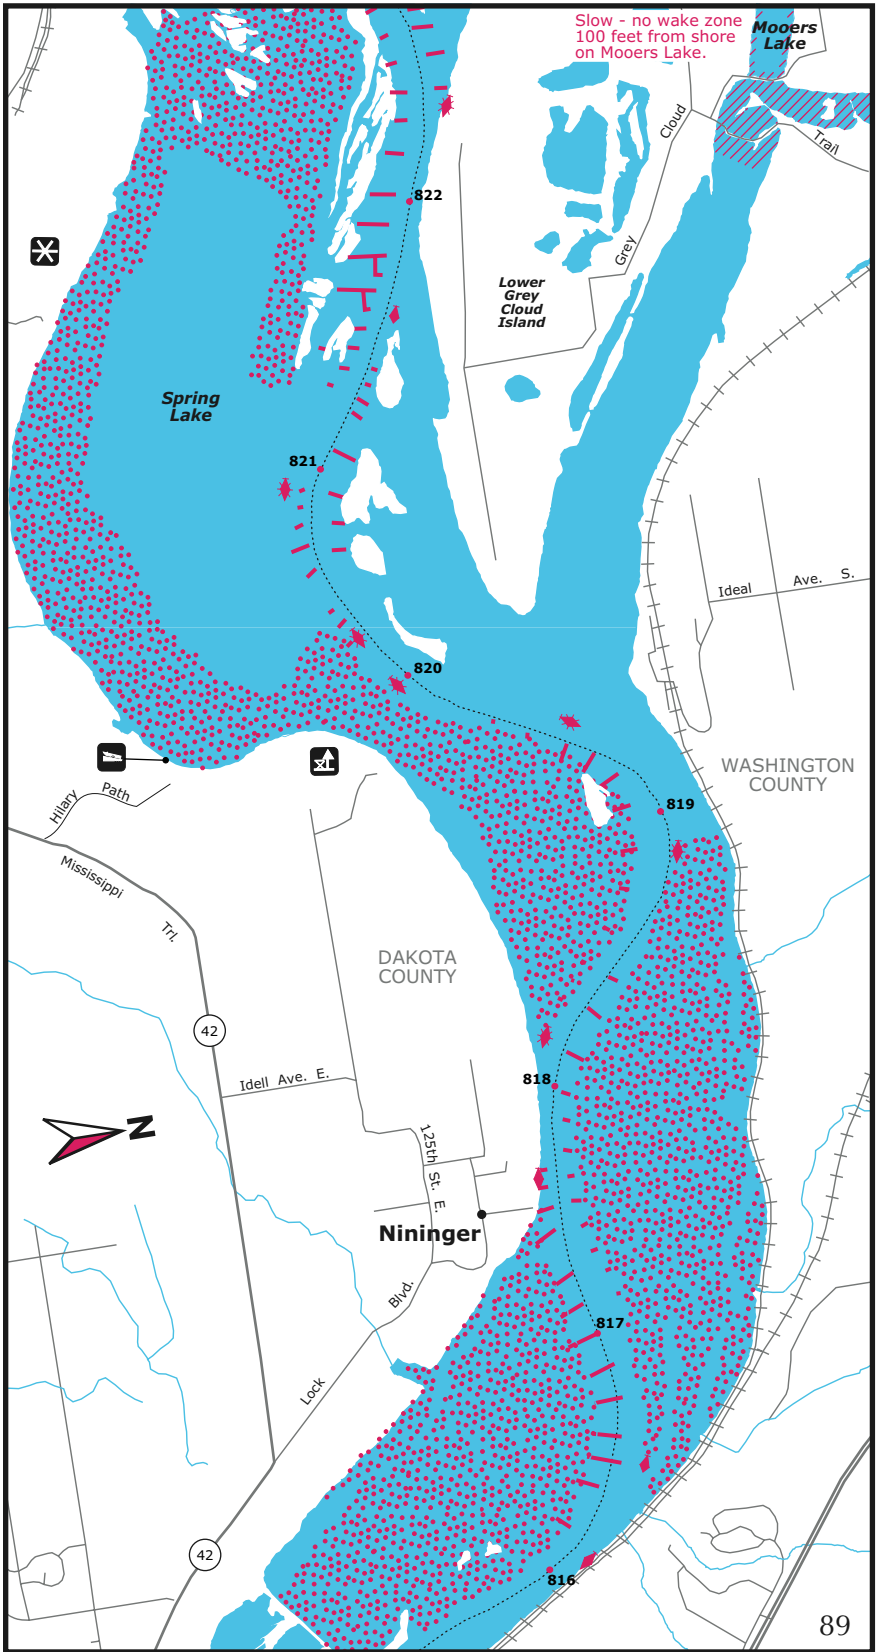 Slow - no wake zone
100 feet from shore
on Mooers Lake.
Mooers
Lake
Cloud
Trail
822
Grey
Lower
Grey
Cloud
Island
Spring
Lake
821
Ideal Ave. S.
820
WASHINGTON
COUNTY
Hilary Path
819
Mississippi
Trl.
DAKOTA
COUNTY
42
818
Idell Ave. E.
N
125th St. E.
Nininger
Blvd.
817
Lock
42
816
89